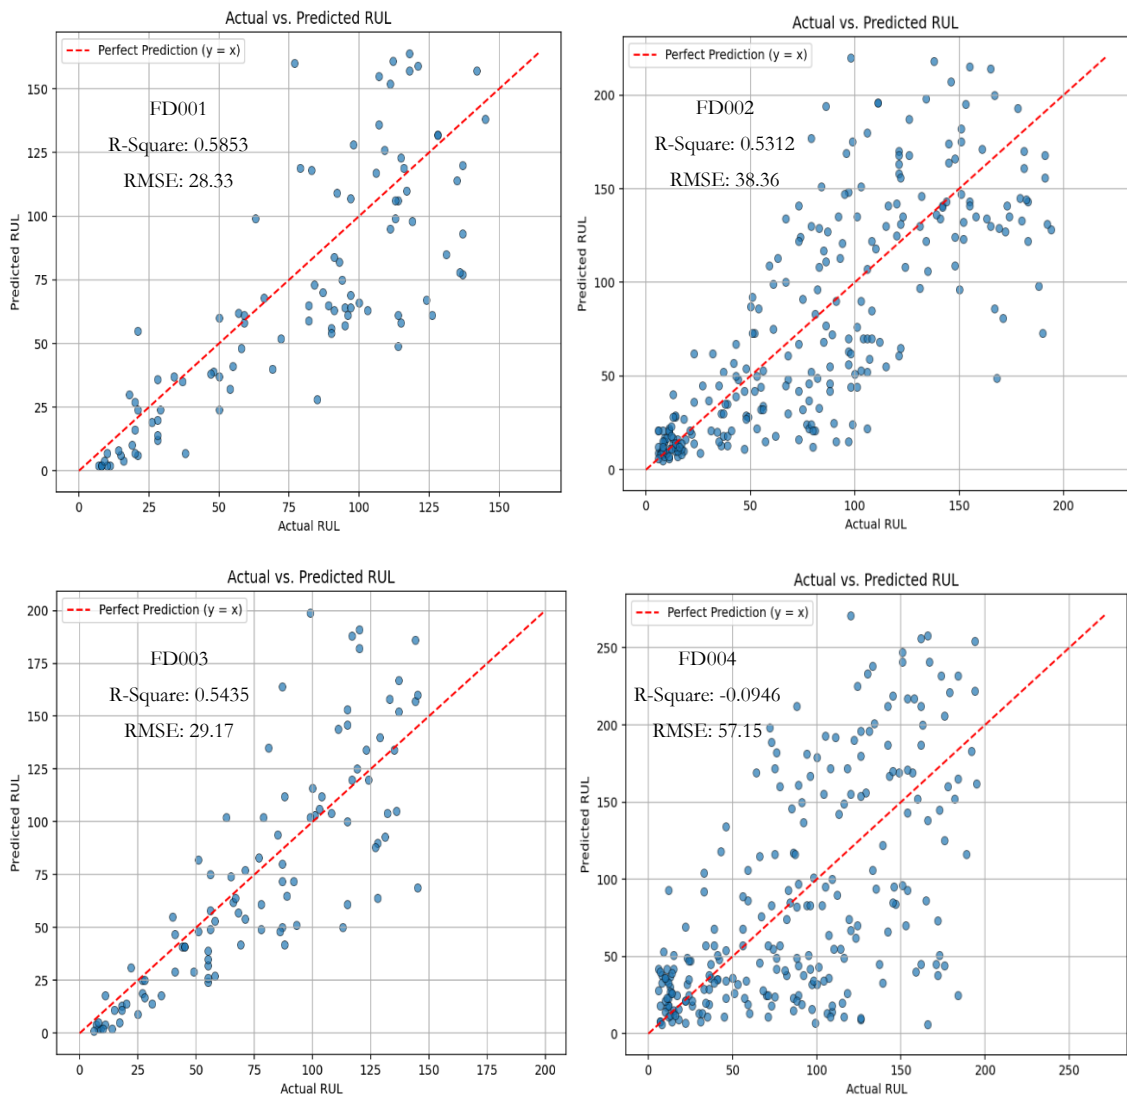 Actual vs. Predicted RUL
Perfect Prediction (y = x)
FD001
R-Square: 0.5853
RMSE: 28.33
Predicted RUL
150
125
100
75
50
25
0
0 25 50 75 100 125 150
Actual RUL
Actual vs. Predicted RUL
Perfect Prediction (y = x)
FD002
R-Square: 0.5312
RMSE: 38.36
Predicted RUL
200
150
100
50
0
0 50 100 150 200
Actual RUL
Actual vs. Predicted RUL
Perfect Prediction (y = x)
FD003
R-Square: 0.5435
RMSE: 29.17
Predicted RUL
200
175
150
125
100
75
50
25
0
0 25 50 75 100 125 150 175 200
Actual RUL
Actual vs. Predicted RUL
Perfect Prediction (y = x)
FD004
R-Square: -0.0946
RMSE: 57.15
Predicted RUL
250
200
150
100
50
0
0 50 100 150 200 250
Actual RUL